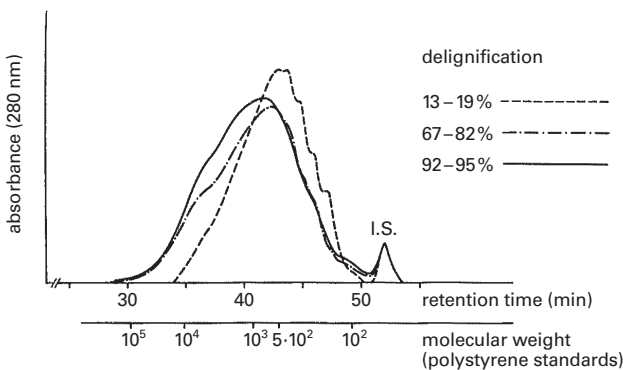 absorbance (280 nm)
delignification
13–19%
67–82%
92–95%
I.S.
30 40 50 retention time (min)
10⁵ 10⁴ 10³ 5·10² 10² molecular weight
(polystyrene standards)